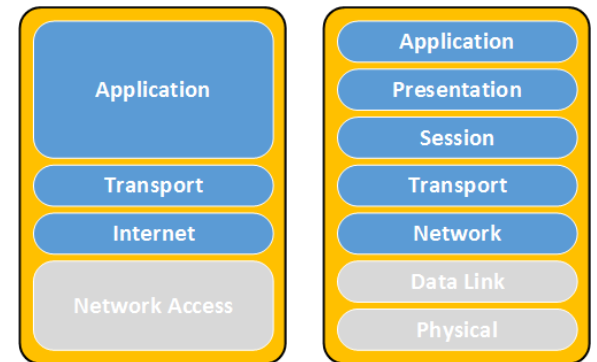 Application
Transport
Internet
Network Access
Application
Presentation
Session
Transport
Network
Data Link
Physical